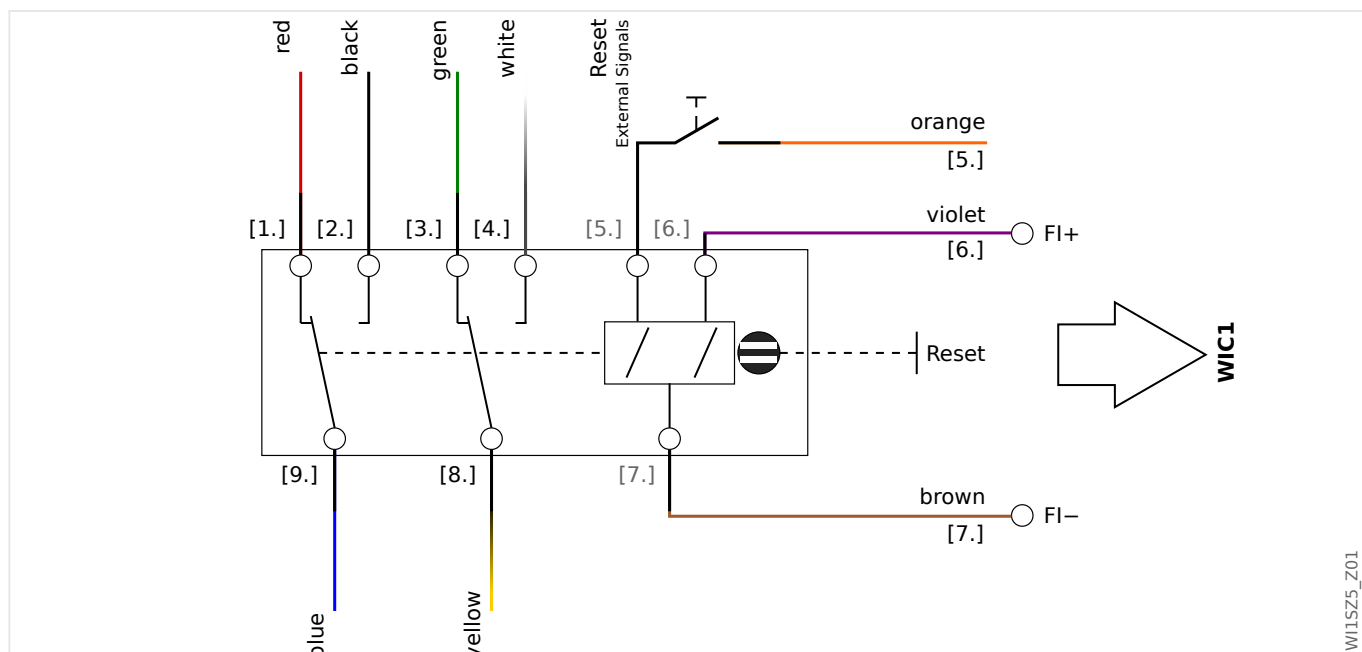 red
black
green
white
Reset
External Signals
orange
[5.]
violet
[6.]
FI+
[1.]
[2.]
[3.]
[4.]
[5.]
[6.]
Reset
WIC1
[9.]
[8.]
[7.]
brown
[7.]
FI−
blue
yellow
WI1SZ5_Z01